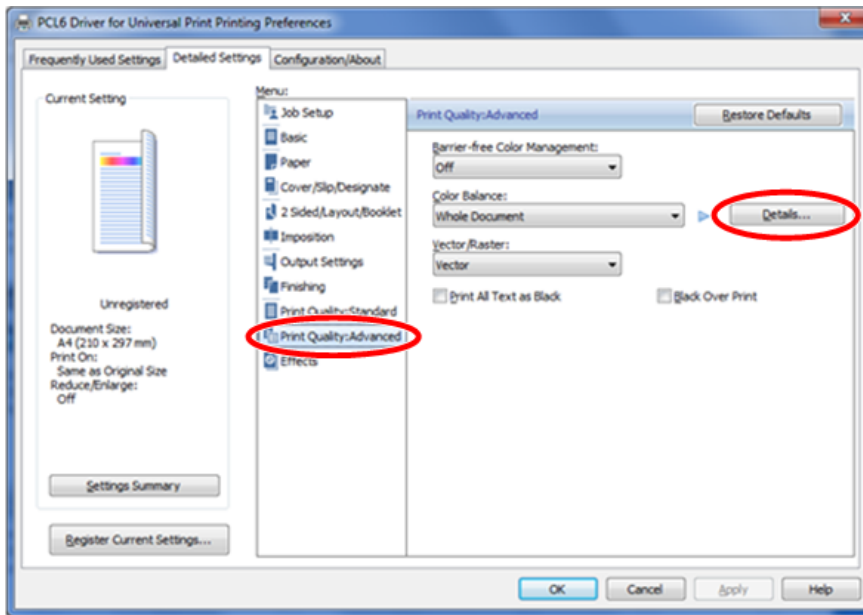 PCL6 Driver for Universal Print Printing Preferences
Frequently Used Settings Detailed Settings Configuration/About
Current Setting
Unregistered
Document Size:
A4 (210 x 297 mm)
Print On:
Same as Original Size
Reduce/Enlarge:
Off
Settings Summary
Register Current Settings...
Menu:
Job Setup
Basic
Paper
Cover/Slip/Designate
2 Sided/Layout/Booklet
Imposition
Output Settings
Finishing
Print Quality:Standard
Print Quality:Advanced
Effects
Print Quality:Advanced Restore Defaults
Barrier-free Color Management:
Off
Color Balance:
Whole Document Details...
Vector/Raster:
Vector
Print All Text as Black Black Over Print
OK Cancel Apply Help